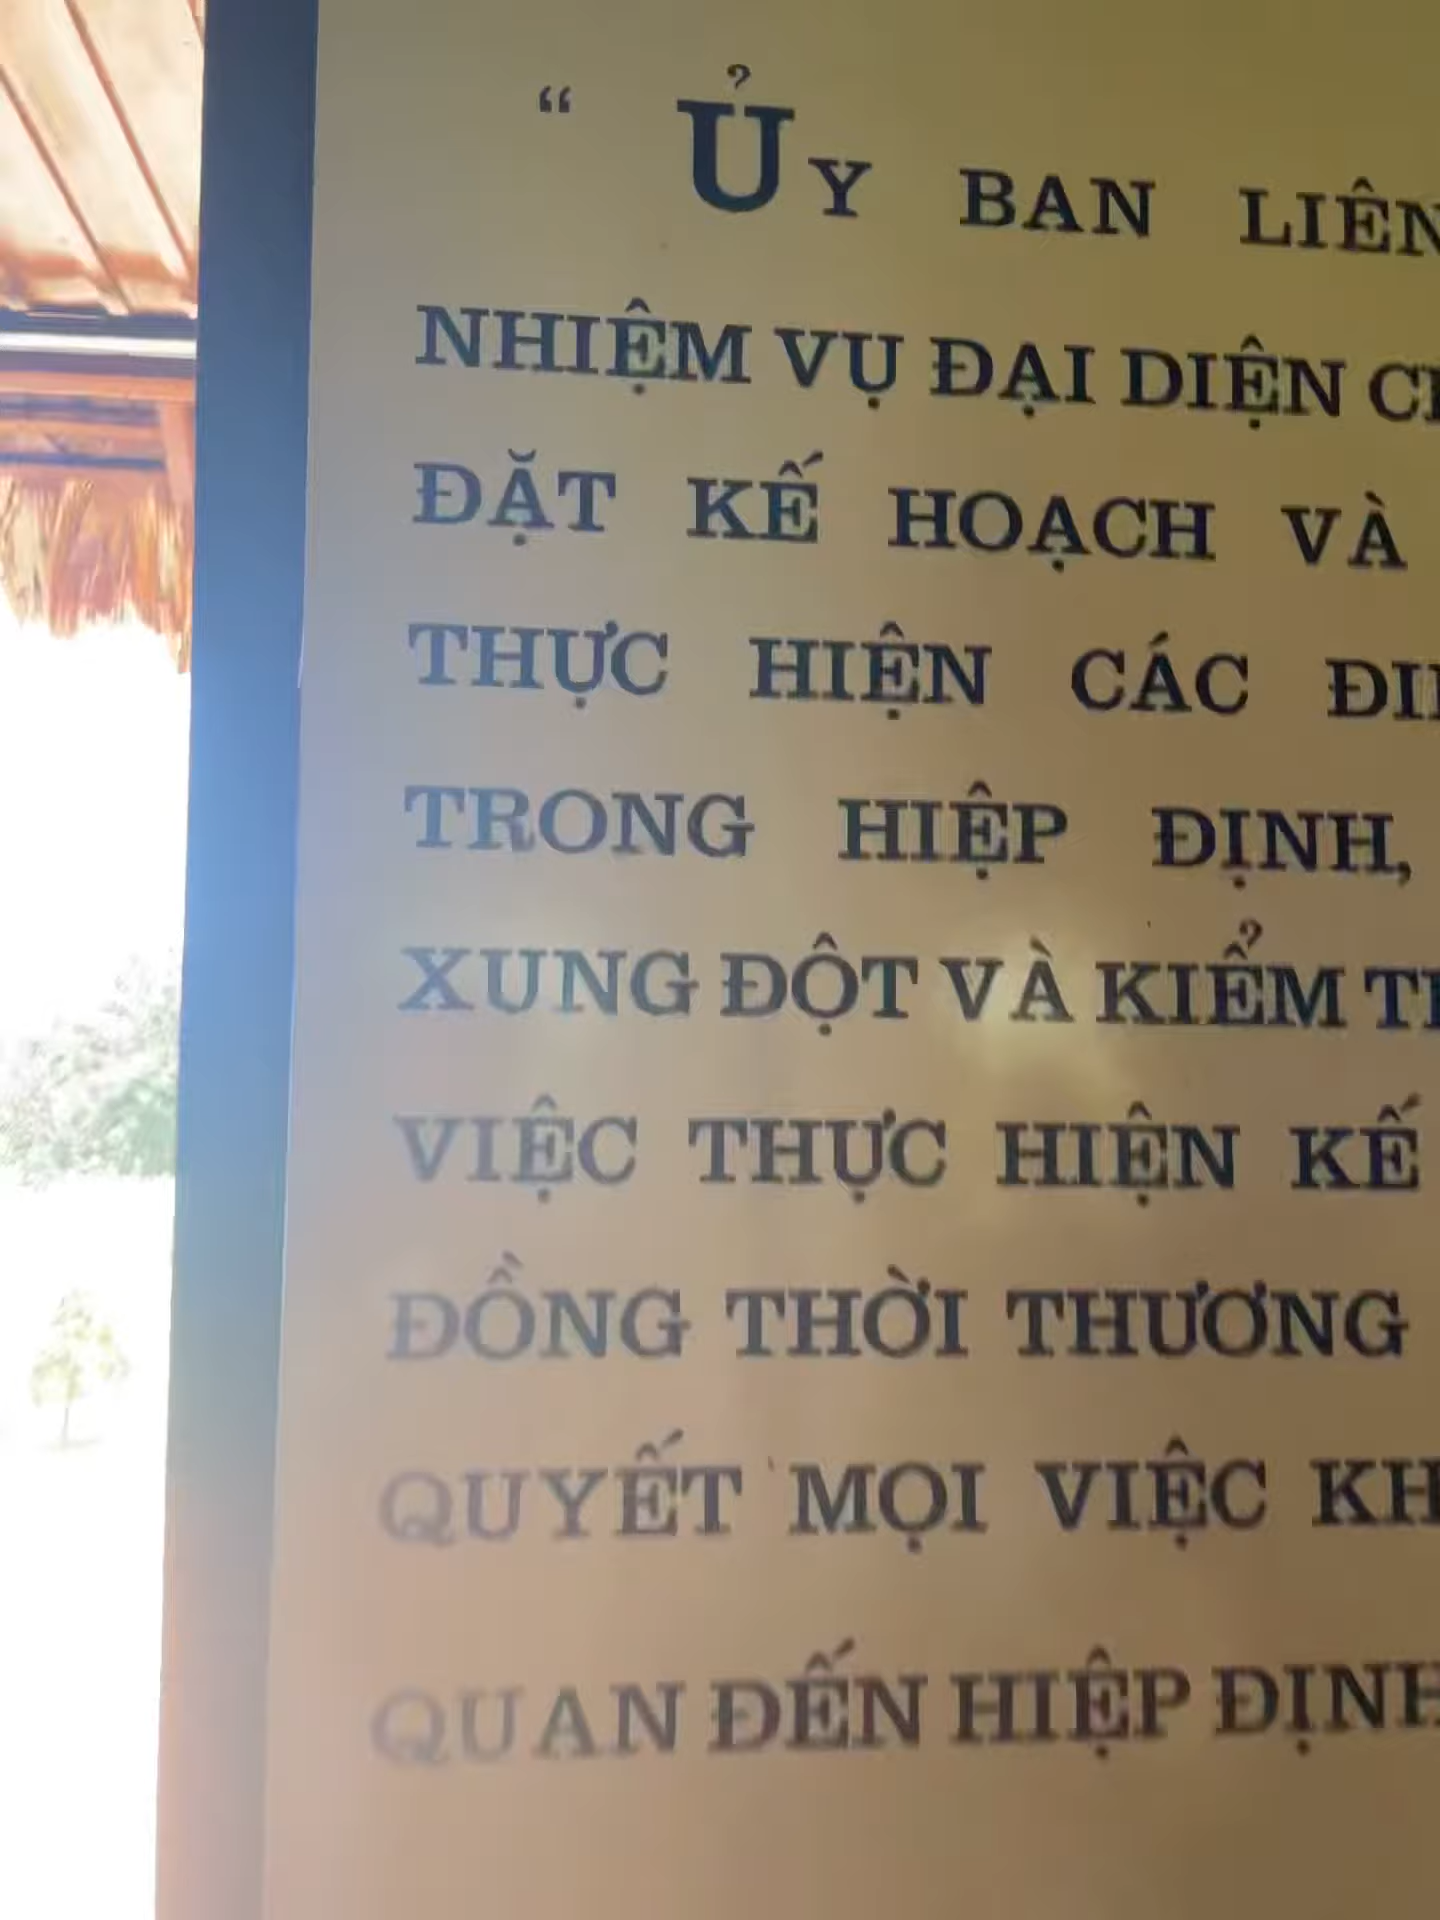 “ ỦY BAN LIÊN
NHIỆM VỤ ĐẠI DIỆN
ĐẶT KẾ HOẠCH VÀ
THỰC HIỆN CÁC
TRONG HIỆP ĐỊNH,
XUNG ĐỘT VÀ KIỂM
VIỆC THỰC HIỆN KẾ
ĐỒNG THỜI THƯƠNG
QUYẾT MỌI VIỆC
QUAN ĐẾN HIỆP ĐỊNH